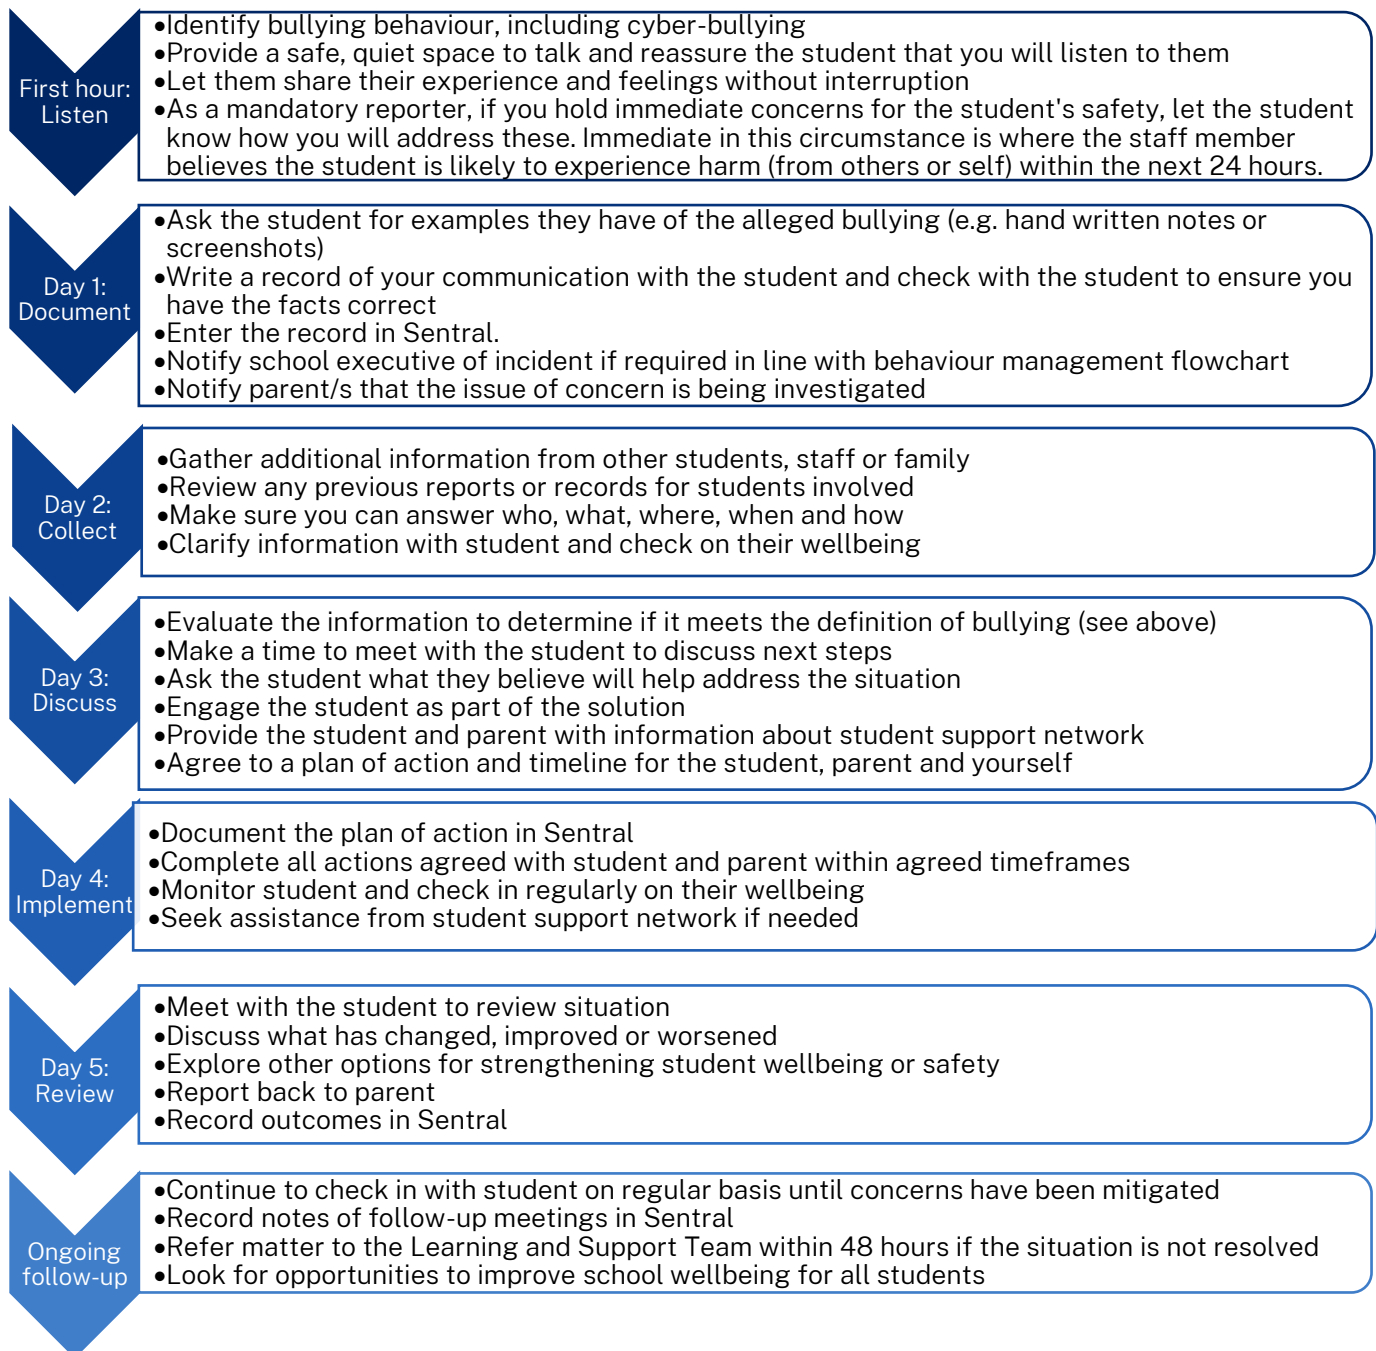 First hour:
Listen
•Identify bullying behaviour, including cyber-bullying
•Provide a safe, quiet space to talk and reassure the student that you will listen to them
•Let them share their experience and feelings without interruption
•As a mandatory reporter, if you hold immediate concerns for the student's safety, let the student
know how you will address these. Immediate in this circumstance is where the staff member
believes the student is likely to experience harm (from others or self) within the next 24 hours.
Day 1:
Document
•Ask the student for examples they have of the alleged bullying (e.g. hand written notes or
screenshots)
•Write a record of your communication with the student and check with the student to ensure you
have the facts correct
•Enter the record in Sentral.
•Notify school executive of incident if required in line with behaviour management flowchart
•Notify parent/s that the issue of concern is being investigated
Day 2:
Collect
•Gather additional information from other students, staff or family
•Review any previous reports or records for students involved
•Make sure you can answer who, what, where, when and how
•Clarify information with student and check on their wellbeing
Day 3:
Discuss
•Evaluate the information to determine if it meets the definition of bullying (see above)
•Make a time to meet with the student to discuss next steps
•Ask the student what they believe will help address the situation
•Engage the student as part of the solution
•Provide the student and parent with information about student support network
•Agree to a plan of action and timeline for the student, parent and yourself
Day 4:
Implement
•Document the plan of action in Sentral
•Complete all actions agreed with student and parent within agreed timeframes
•Monitor student and check in regularly on their wellbeing
•Seek assistance from student support network if needed
Day 5:
Review
•Meet with the student to review situation
•Discuss what has changed, improved or worsened
•Explore other options for strengthening student wellbeing or safety
•Report back to parent
•Record outcomes in Sentral
Ongoing
follow-up
•Continue to check in with student on regular basis until concerns have been mitigated
•Record notes of follow-up meetings in Sentral
•Refer matter to the Learning and Support Team within 48 hours if the situation is not resolved
•Look for opportunities to improve school wellbeing for all students